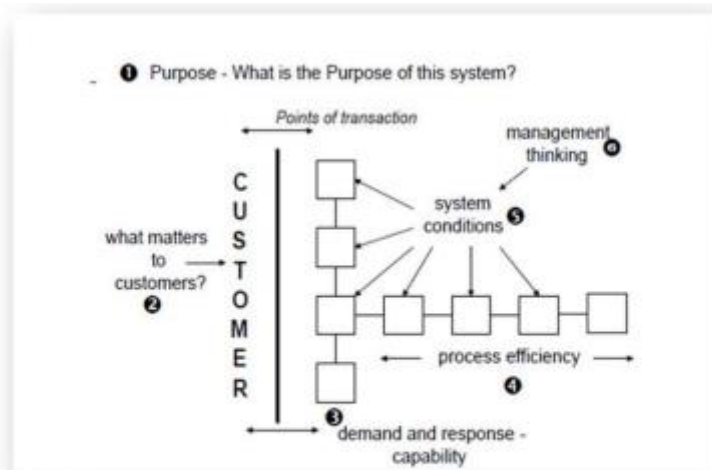 ❶ Purpose - What is the Purpose of this system?
Points of transaction
management
thinking ❻
system
conditions ❺
what matters
to
customers?
❷
C
U
S
T
O
M
E
R
process efficiency
❹
❸
demand and response -
capability